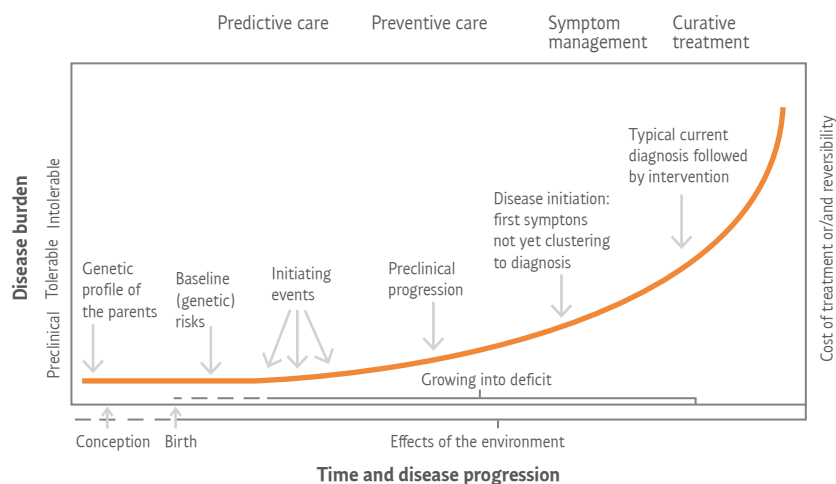 Predictive care
Preventive care
Symptom
management
Curative
treatment
Disease burden
Preclinical
Tolerable
Intolerable
Genetic
profile of
the parents
Baseline
(genetic)
risks
Initiating
events
Preclinical
progression
Disease initiation:
first symptons
not yet clustering
to diagnosis
Typical current
diagnosis followed
by intervention
Cost of treatment or/and reversibility
Growing into deficit
Conception
Birth
Effects of the environment
Time and disease progression